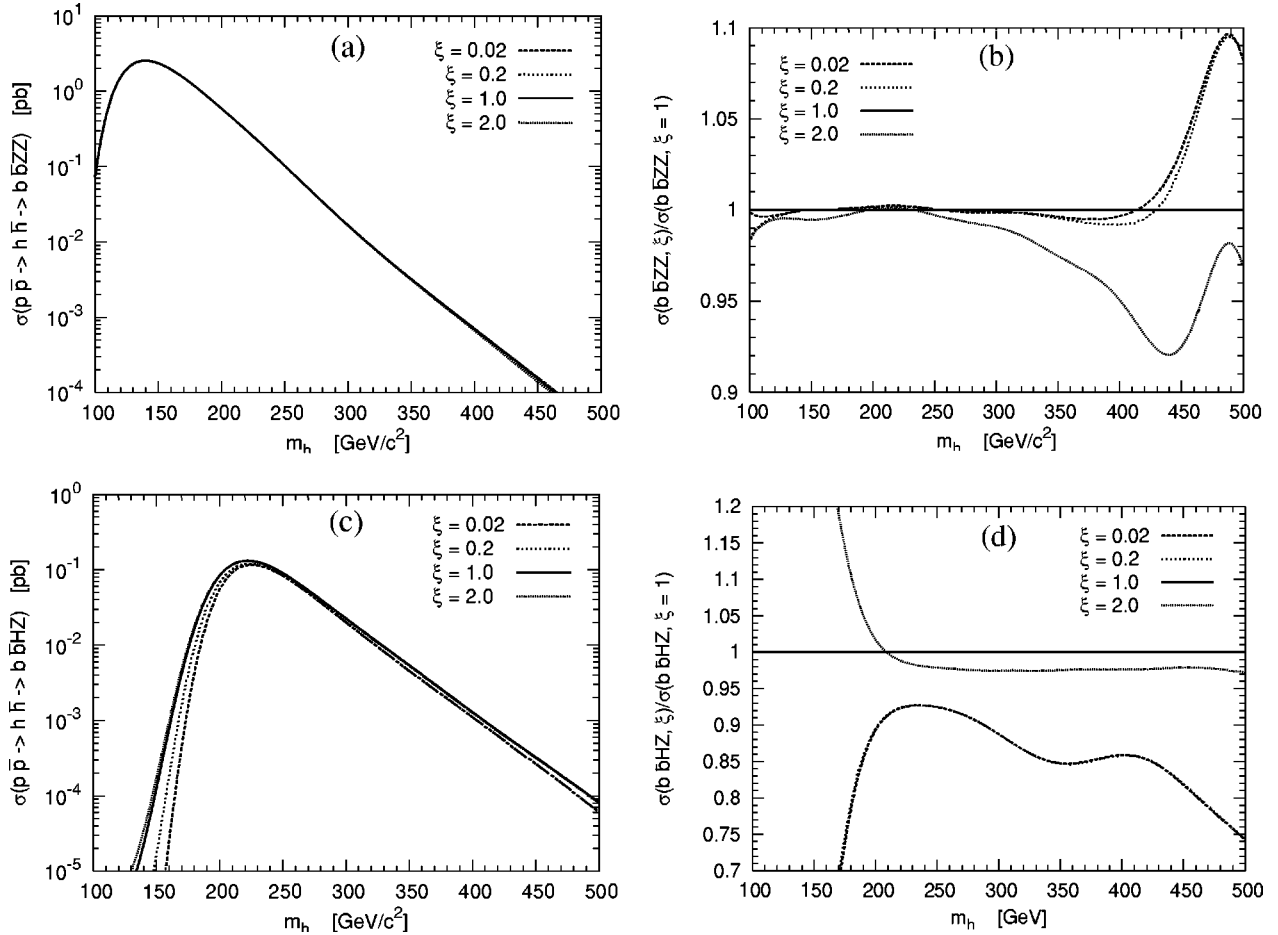 (a)
σ(p p̅ -> h h̅ -> b b̅ZZ) [pb]
10¹
10⁰
10⁻¹
10⁻²
10⁻³
10⁻⁴
ξ = 0.02
ξ = 0.2
ξ = 1.0
ξ = 2.0
100 150 200 250 300 350 400 450 500
mₕ [GeV/c²]
(b)
σ(b b̅ZZ, ξ)/σ(b b̅ZZ, ξ = 1)
1.1
1.05
1
0.95
0.9
ξ = 0.02
ξ = 0.2
ξ = 1.0
ξ = 2.0
100 150 200 250 300 350 400 450 500
mₕ [GeV/c²]
(c)
σ(p p̅ -> h h̅ -> b b̅HZ) [pb]
10⁰
10⁻¹
10⁻²
10⁻³
10⁻⁴
10⁻⁵
ξ = 0.02
ξ = 0.2
ξ = 1.0
ξ = 2.0
100 150 200 250 300 350 400 450 500
mₕ [GeV/c²]
(d)
σ(b b̅HZ, ξ)/σ(b b̅HZ, ξ = 1)
1.2
1.15
1.1
1.05
1
0.95
0.9
0.85
0.8
0.75
0.7
ξ = 0.02
ξ = 0.2
ξ = 1.0
ξ = 2.0
100 150 200 250 300 350 400 450 500
mₕ [GeV]